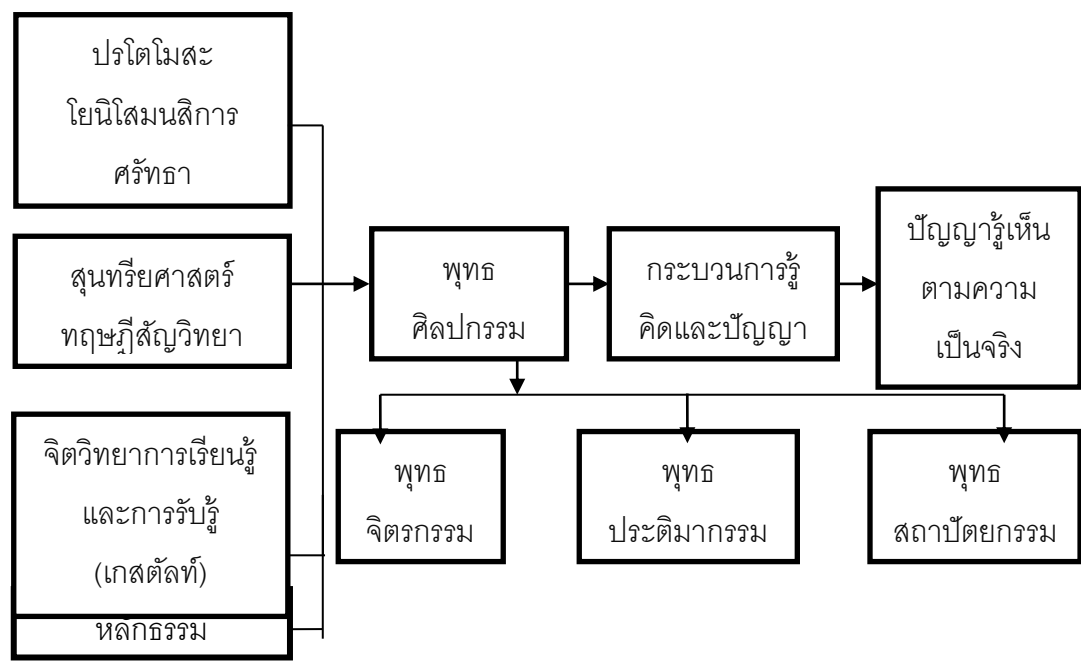 ปรโตโมสะ
โยนิโสมนสิการ
ศรัทธา
สุนทรียศาสตร์
ทฤษฎีสัญวิทยา
จิตวิทยาการเรียนรู้
และการรับรู้
(เกสตัลท์)
หลักธรรม
พุทธ
ศิลปกรรม
กระบวนการรู้
คิดและปัญญา
ปัญญารู้เห็น
ตามความ
เป็นจริง
พุทธ
จิตรกรรม
พุทธ
ประติมากรรม
พุทธ
สถาปัตยกรรม